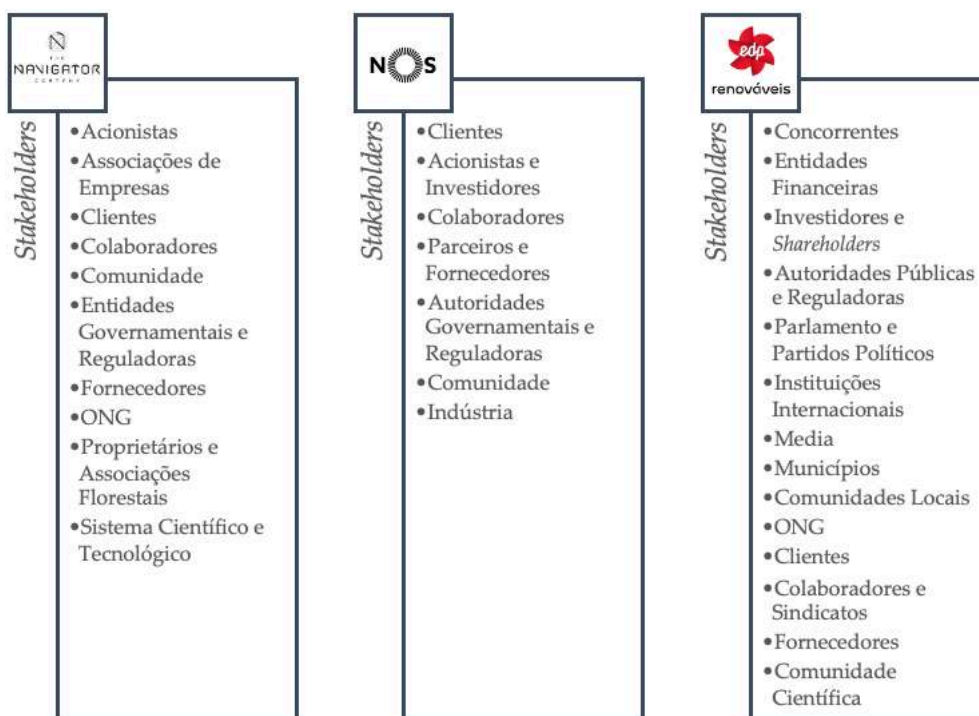 THE
NAVIGATOR
COMPANY
Stakeholders
•Acionistas
•Associações de
Empresas
•Clientes
•Colaboradores
•Comunidade
•Entidades
Governamentais e
Reguladoras
•Fornecedores
•ONG
•Proprietários e
Associações
Florestais
•Sistema Científico e
Tecnológico
NOS
Stakeholders
•Clientes
•Acionistas e
Investidores
•Colaboradores
•Parceiros e
Fornecedores
•Autoridades
Governamentais e
Reguladoras
•Comunidade
•Indústria
edp
renováveis
Stakeholders
•Concorrentes
•Entidades
Financeiras
•Investidores e
Shareholders
•Autoridades Públicas
e Reguladoras
•Parlamento e
Partidos Políticos
•Instituições
Internacionais
•Media
•Municípios
•Comunidades Locais
•ONG
•Clientes
•Colaboradores e
Sindicatos
•Fornecedores
•Comunidade
Científica